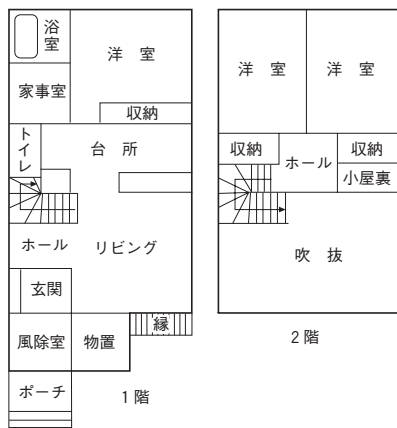 浴室
洋 室
家事室
収納
トイレ
台 所
ホール
リビング
玄関
風除室
物置
縁
ポーチ
1階
洋 室
洋 室
収納
ホール
収納
小屋裏
吹 抜
2階